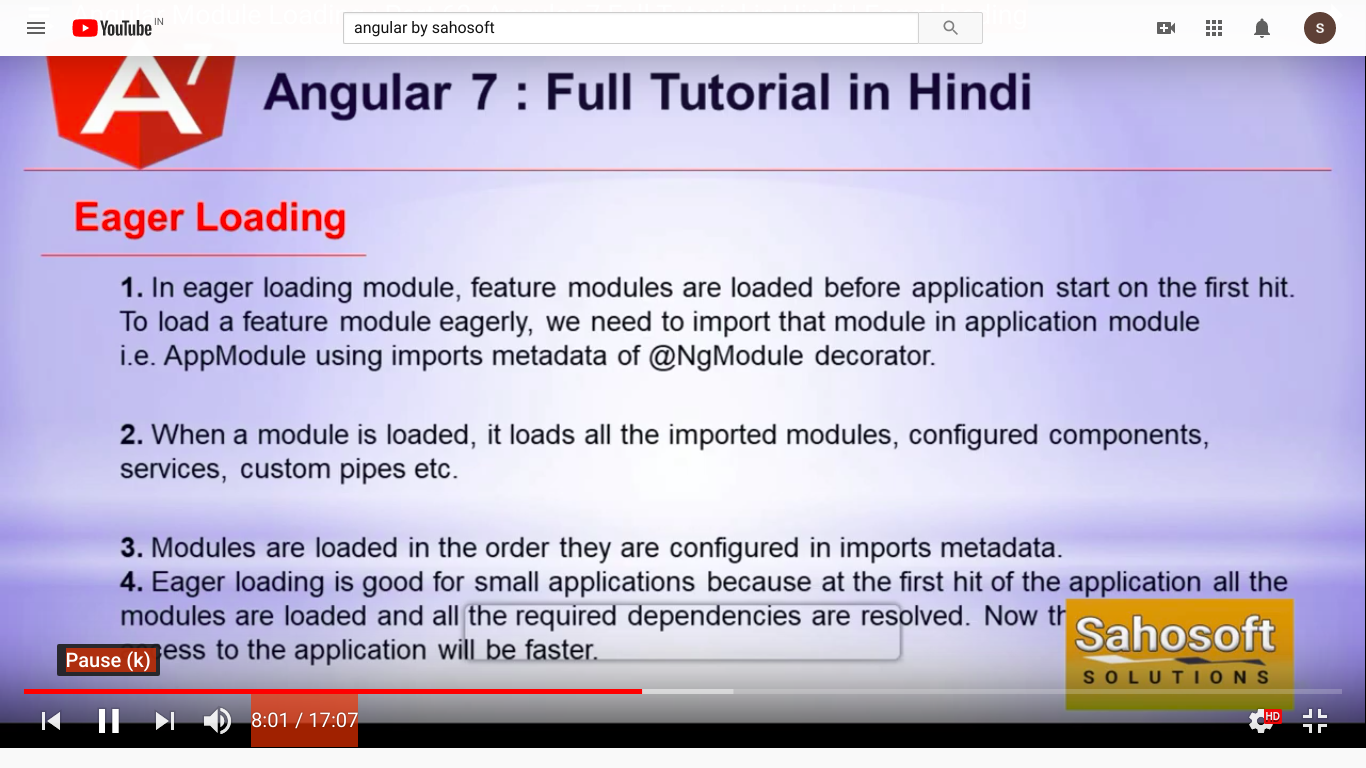 YouTube IN
angular by sahosoft
S
Angular 7 : Full Tutorial in Hindi
Eager Loading
1. In eager loading module, feature modules are loaded before application start on the first hit.
To load a feature module eagerly, we need to import that module in application module
i.e. AppModule using imports metadata of @NgModule decorator.
2. When a module is loaded, it loads all the imported modules, configured components,
services, custom pipes etc.
3. Modules are loaded in the order they are configured in imports metadata.
4. Eager loading is good for small applications because at the first hit of the application all the
modules are loaded and all the required dependencies are resolved. Now
to the application will be faster.
Sahosoft
SOLUTIONS
Pause (k)
8:01 / 17:07
HD